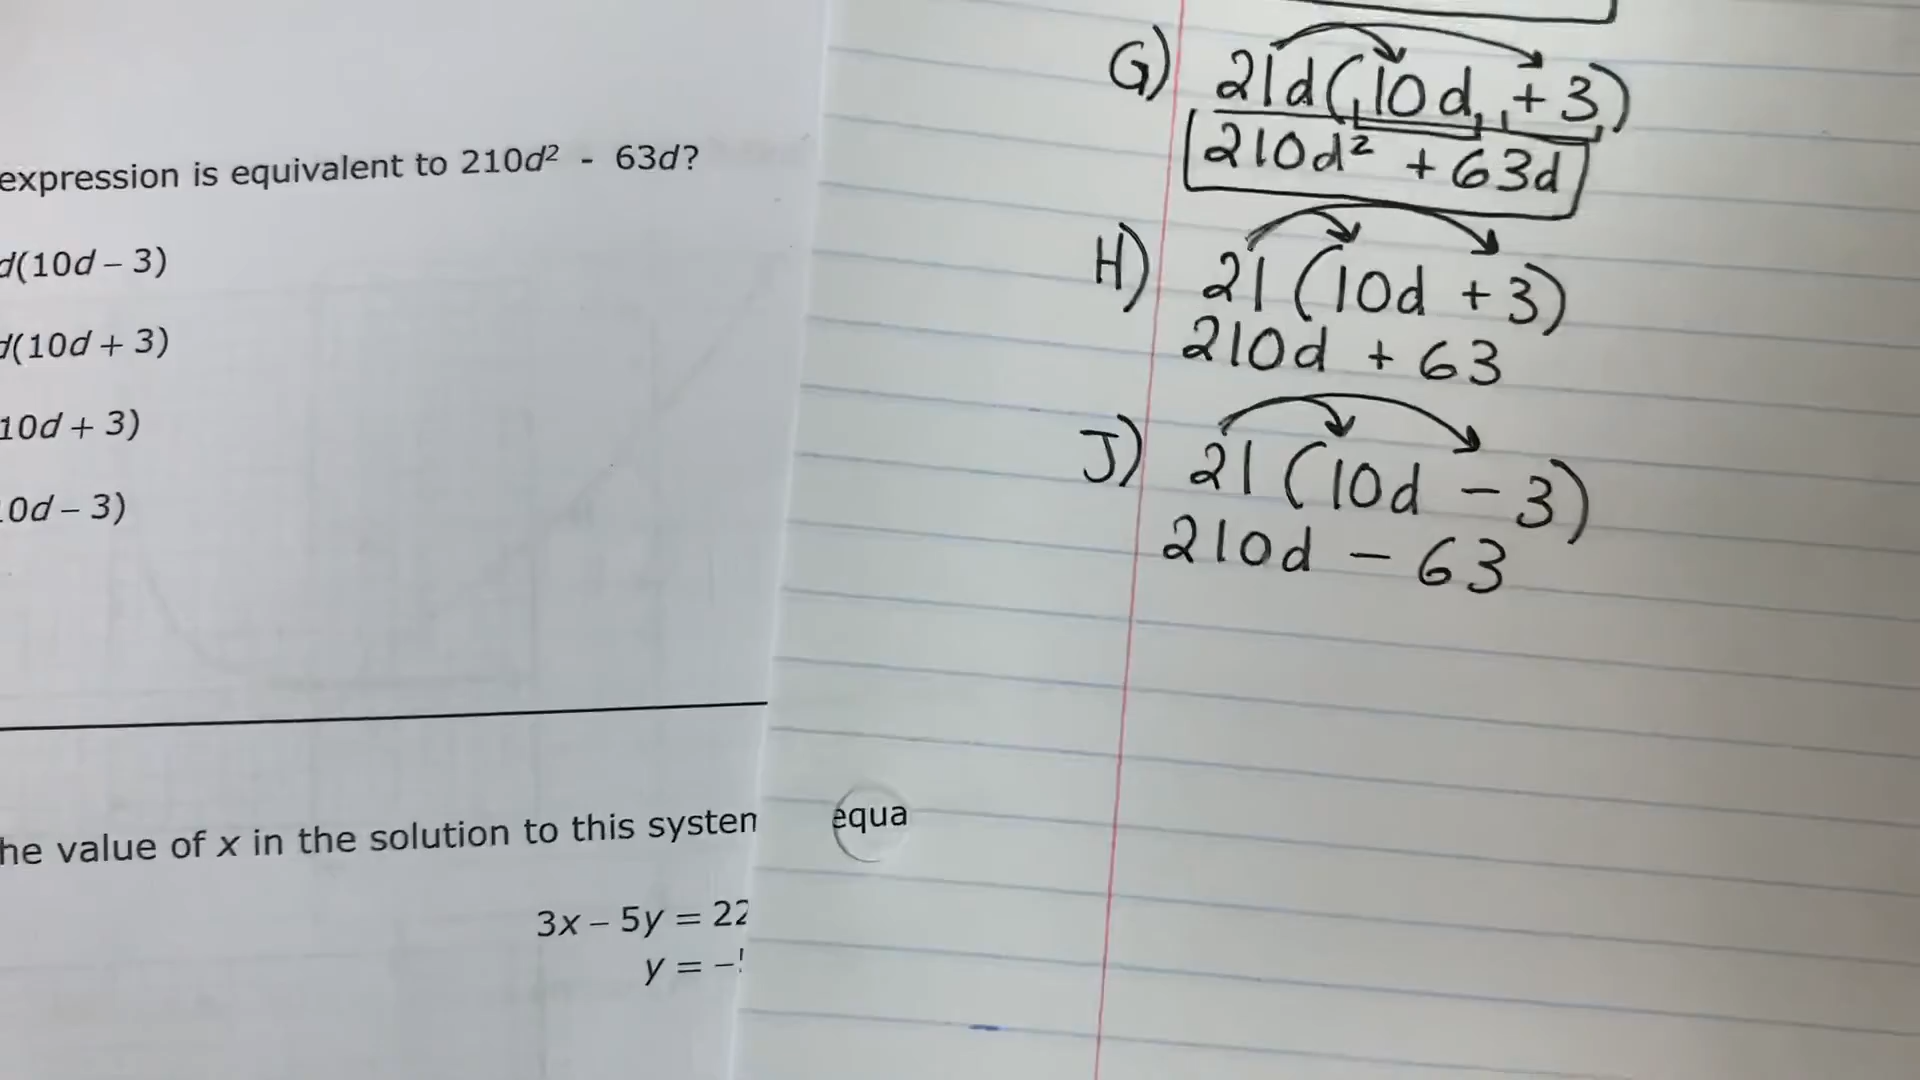 expression is equivalent to 210d² - 63d?
d(10d – 3)
d(10d + 3)
10d + 3)
0d – 3)
he value of x in the solution to this system equa
3x – 5y = 22
y = –
G) 21d(10d + 3)
210d² + 63d
H) 21(10d + 3)
210d + 63
J) 21(10d - 3)
210d - 63